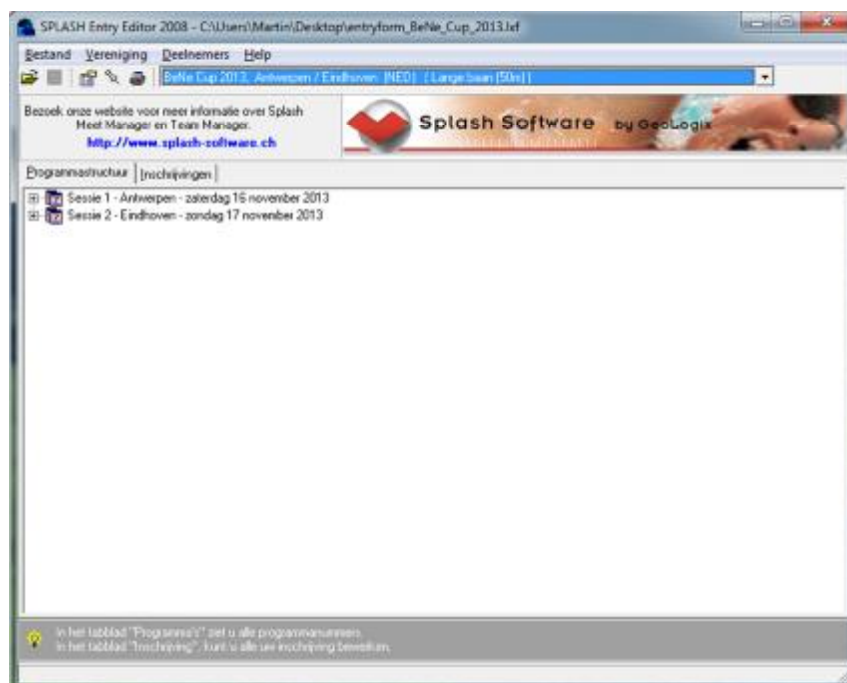 SPLASH Entry Editor 2008 - C:\Users\Martin\Desktop\entryform_BeNe_Cup_2013.lxf
Bestand Vereniging Deelnemers Help
BeNe Cup 2013, Antwerpen / Eindhoven (NED) (Lange baan (50m))
Bezoek onze website voor meer informatie over Splash
Meet Manager en Team Manager.
http://www.splash-software.ch
Splash Software by GeoLogix
Programmastructuur Inschrijvingen
Sessie 1 - Antwerpen - zaterdag 16 november 2013
Sessie 2 - Eindhoven - zondag 17 november 2013
In het tabblad "Programma's" ziet u alle programmanummers.
In het tabblad "Inschrijving", kunt u alle uw inschrijving bewerken.